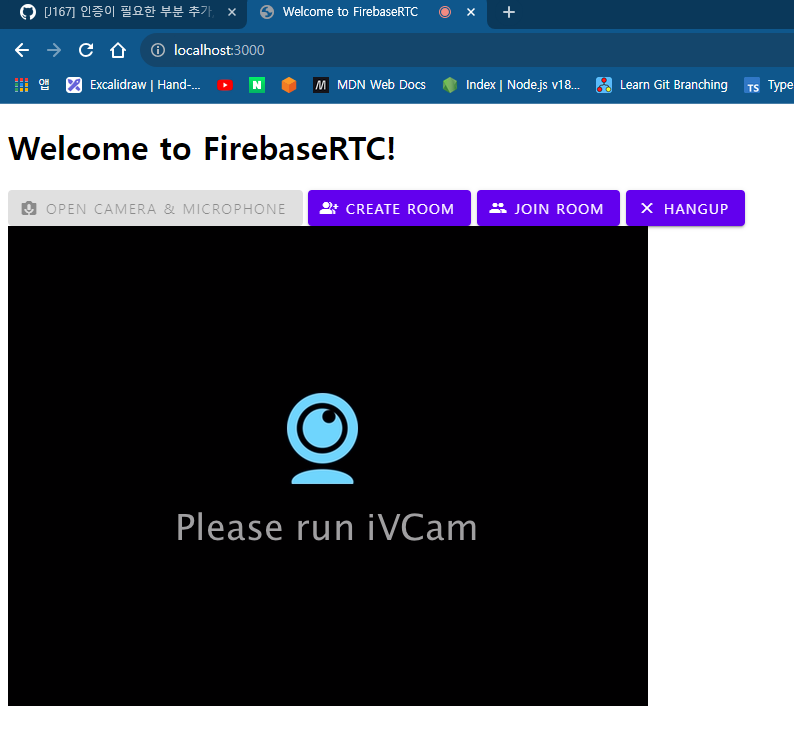 [J167] 인증이 필요한 부분 추가
Welcome to FirebaseRTC
localhost:3000
앱
Excalidraw | Hand-...
N
M
MDN Web Docs
Index | Node.js v18...
Learn Git Branching
TS
Type
Welcome to FirebaseRTC!
OPEN CAMERA & MICROPHONE
CREATE ROOM
JOIN ROOM
HANGUP
Please run iVCam